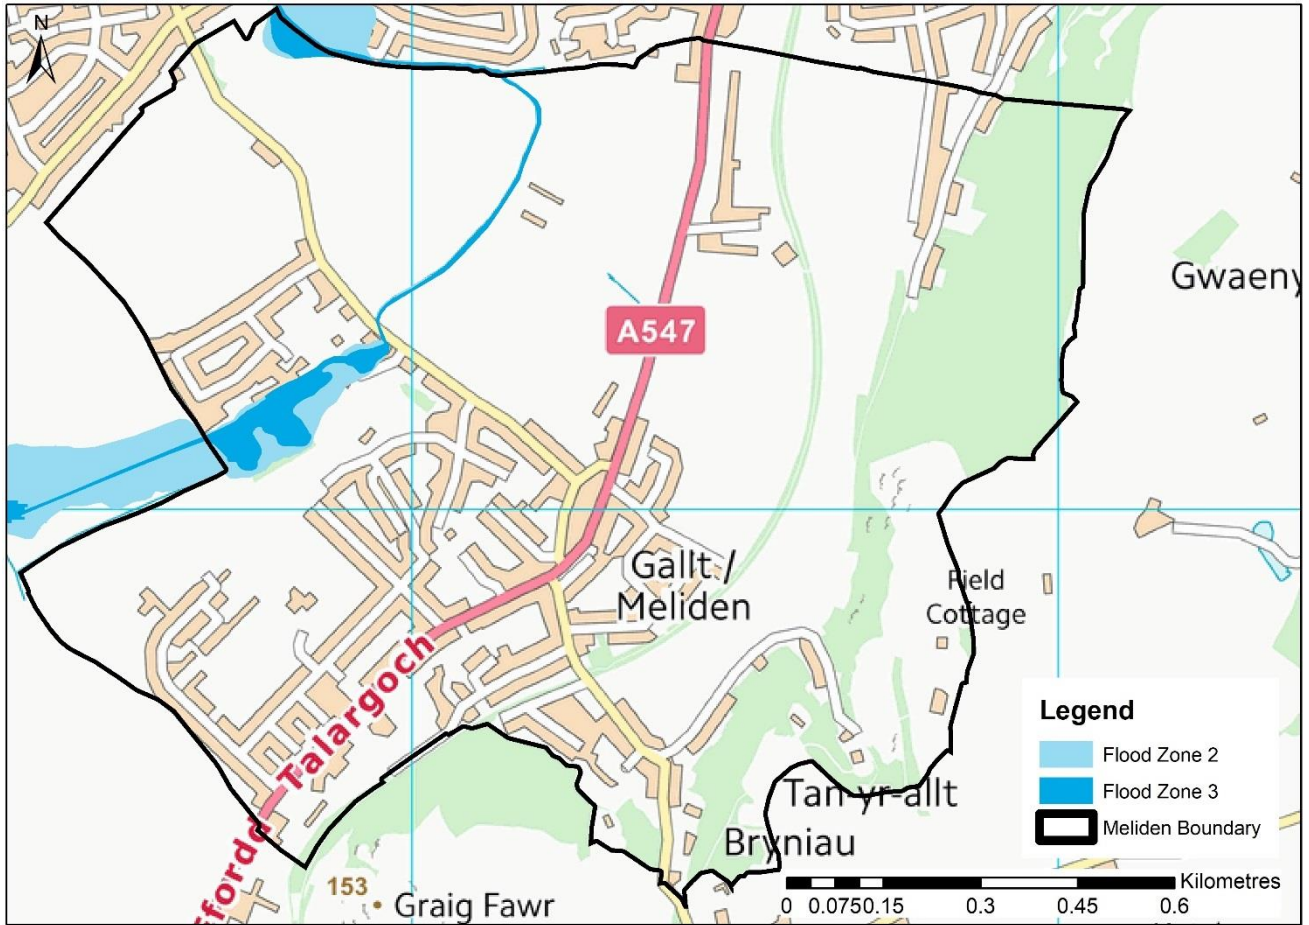 N
Gwaeny
A547
Gallt /
Meliden
Field
Cottage
Talargoch
ffordd
Tan-yr-allt
Bryniau
153
Graig Fawr
Legend
Flood Zone 2
Flood Zone 3
Meliden Boundary
Kilometres
0 0.075 0.15 0.3 0.45 0.6